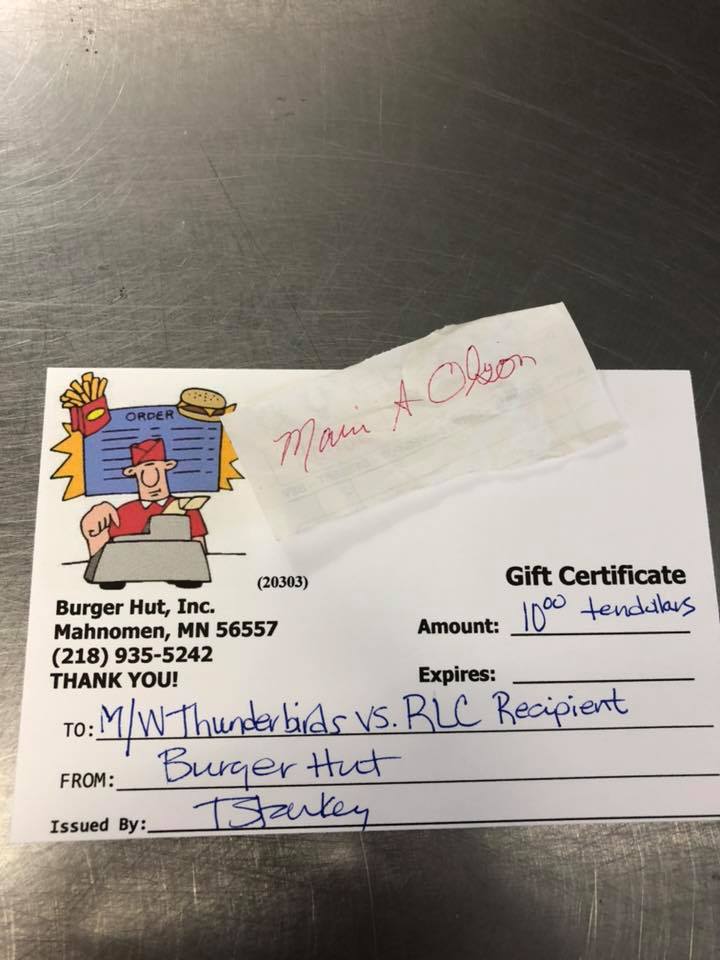 ORDER
A Olson
(20303)
Gift Certificate
Burger Hut, Inc.
Mahnomen, MN 56557
(218) 935-5242
THANK YOU!
Amount: 10⁰⁰ tendollars
Expires:
TO: M/W Thunderbirds vs. RLC Recipient
FROM: Burger Hut
Issued By: TStarkey